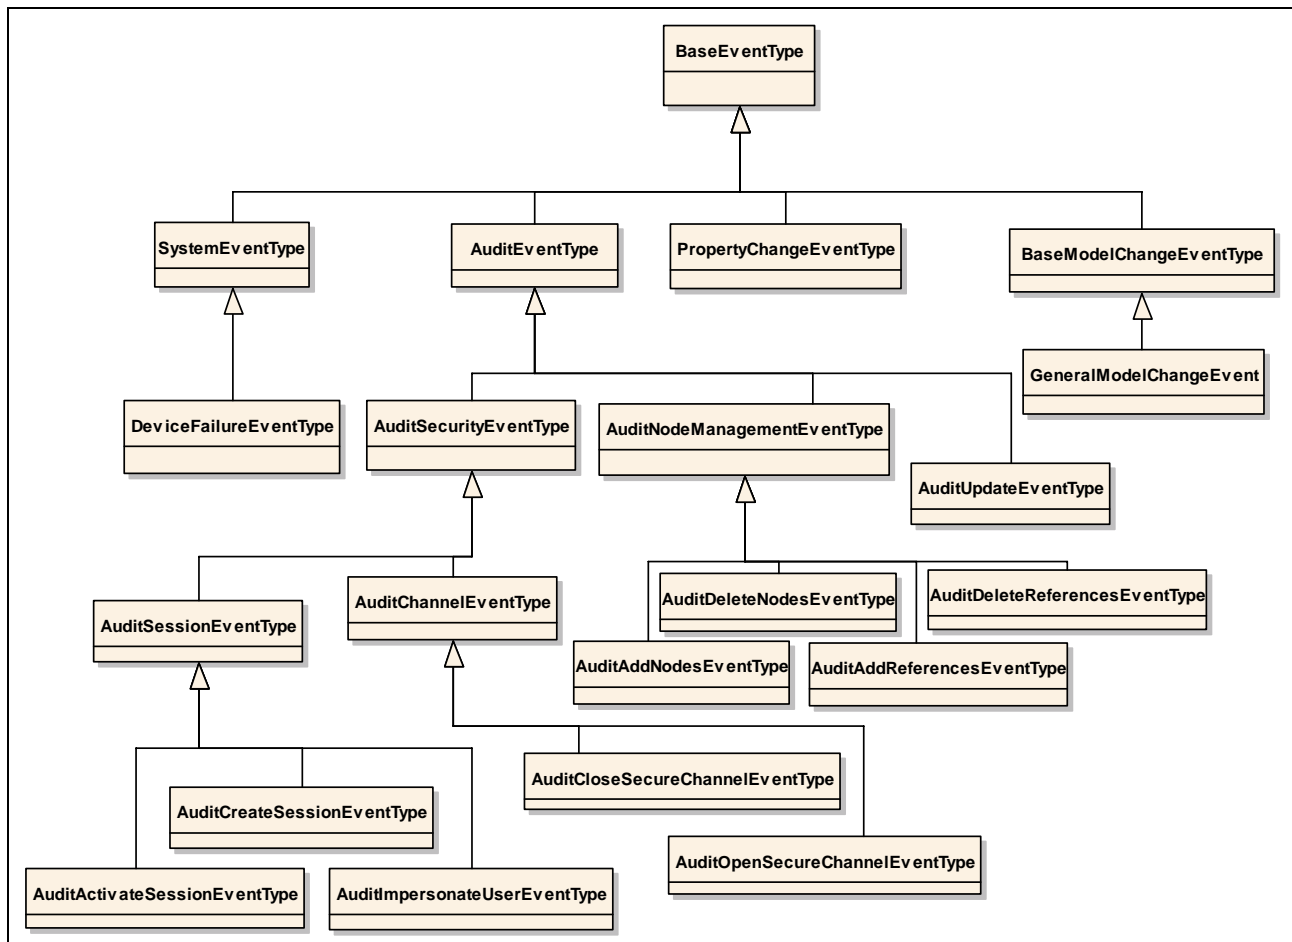 BaseEventType
SystemEventType
AuditEventType
PropertyChangeEventType
BaseModelChangeEventType
GeneralModelChangeEvent
DeviceFailureEventType
AuditSecurityEventType
AuditNodeManagementEventType
AuditUpdateEventType
AuditSessionEventType
AuditChannelEventType
AuditDeleteNodesEventType
AuditDeleteReferencesEventType
AuditAddNodesEventType
AuditAddReferencesEventType
AuditCloseSecureChannelEventType
AuditCreateSessionEventType
AuditOpenSecureChannelEventType
AuditActivateSessionEventType
AuditImpersonateUserEventType